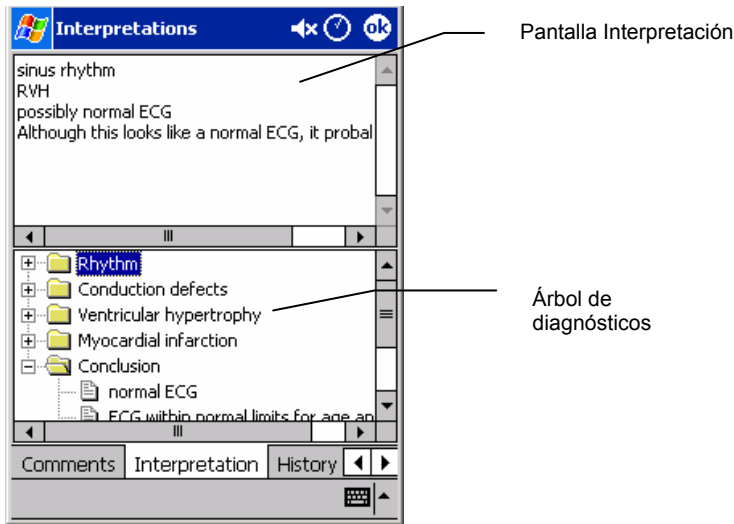 Interpretations
ok
Pantalla Interpretación
sinus rhythm
RVH
possibly normal ECG
Although this looks like a normal ECG, it probal
Rhythm
Conduction defects
Ventricular hypertrophy
Myocardial infarction
Conclusion
normal ECG
ECG within normal limits for age an
Árbol de
diagnósticos
Comments Interpretation History